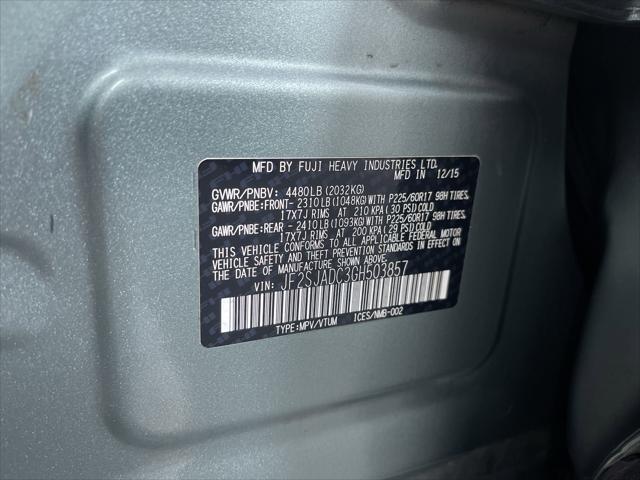 MFD BY FUJI HEAVY INDUSTRIES LTD.
MFD IN 12/15
GVWR/PNBV: 4480LB (2032KG)
GAWR/PNBE:FRONT- 2310LB (1048KG) WITH P225/60R17 98H TIRES,
17X7J RIMS AT 210 KPA (30 PSI) COLD
GAWR/PNBE:REAR - 2410LB (1093KG) WITH P225/60R17 98H TIRES,
17X7J RIMS AT 200 KPA (29 PSI) COLD
THIS VEHICLE CONFORMS TO ALL APPLICABLE FEDERAL MOTOR
VEHICLE SAFETY AND THEFT PREVENTION STANDARDS IN EFFECT ON
THE DATE OF MANUFACTURE SHOWN ABOVE.
VIN: JF2SJADC3GH503857
TYPE:MPV/VTUM ICES/NMB-002